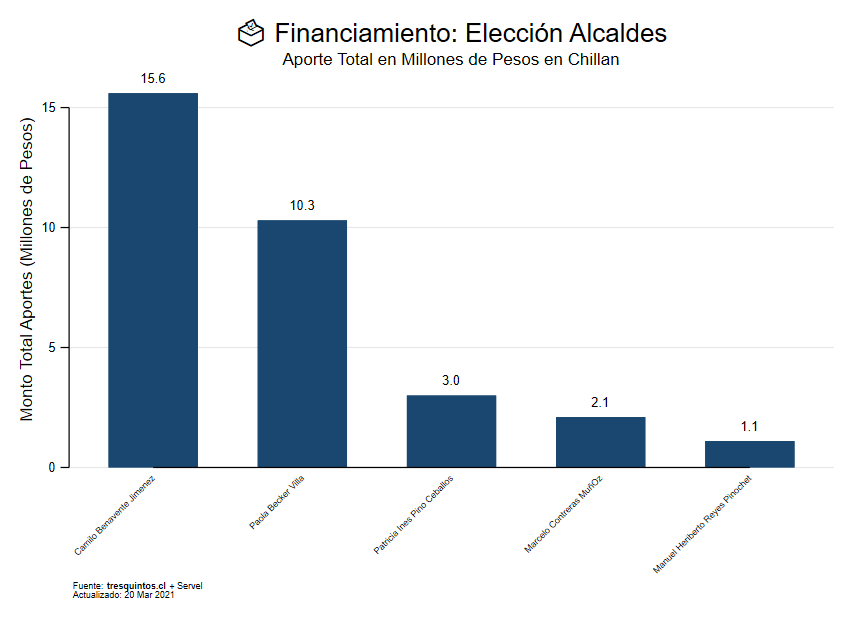 Financiamiento: Elección Alcaldes
Aporte Total en Millones de Pesos en Chillan
Monto Total Aportes (Millones de Pesos)
15
10
5
0
15.6
10.3
3.0
2.1
1.1
Camilo Benavente Jimenez
Paola Becker Villa
Patricia Ines Pino Ceballos
Marcelo Contreras MuñOz
Manuel Heriberto Reyes Pinochet
Fuente: tresquintos.cl + Servel
Actualizado: 20 Mar 2021